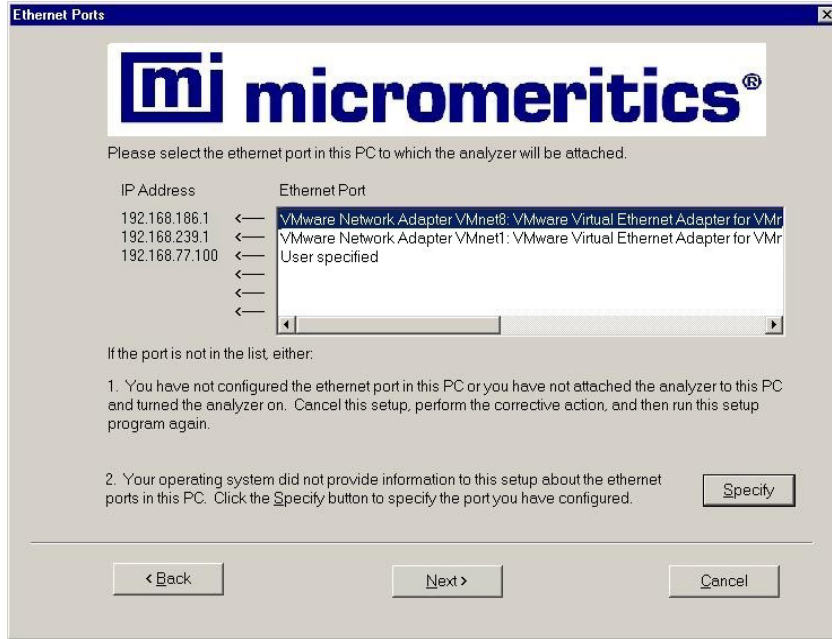 Ethernet Ports
mi micromeritics®
Please select the ethernet port in this PC to which the analyzer will be attached.
IP Address Ethernet Port
192.168.186.1 <— VMware Network Adapter VMnet8: VMware Virtual Ethernet Adapter for
192.168.239.1 <— VMware Network Adapter VMnet1: VMware Virtual Ethernet Adapter for
192.168.77.100 <— User specified
If the port is not in the list, either:
1. You have not configured the ethernet port in this PC or you have not attached the analyzer to this PC
and turned the analyzer on. Cancel this setup, perform the corrective action, and then run this setup
program again.
2. Your operating system did not provide information to this setup about the ethernet
ports in this PC. Click the Specify button to specify the port you have configured.
Specify
< Back Next > Cancel